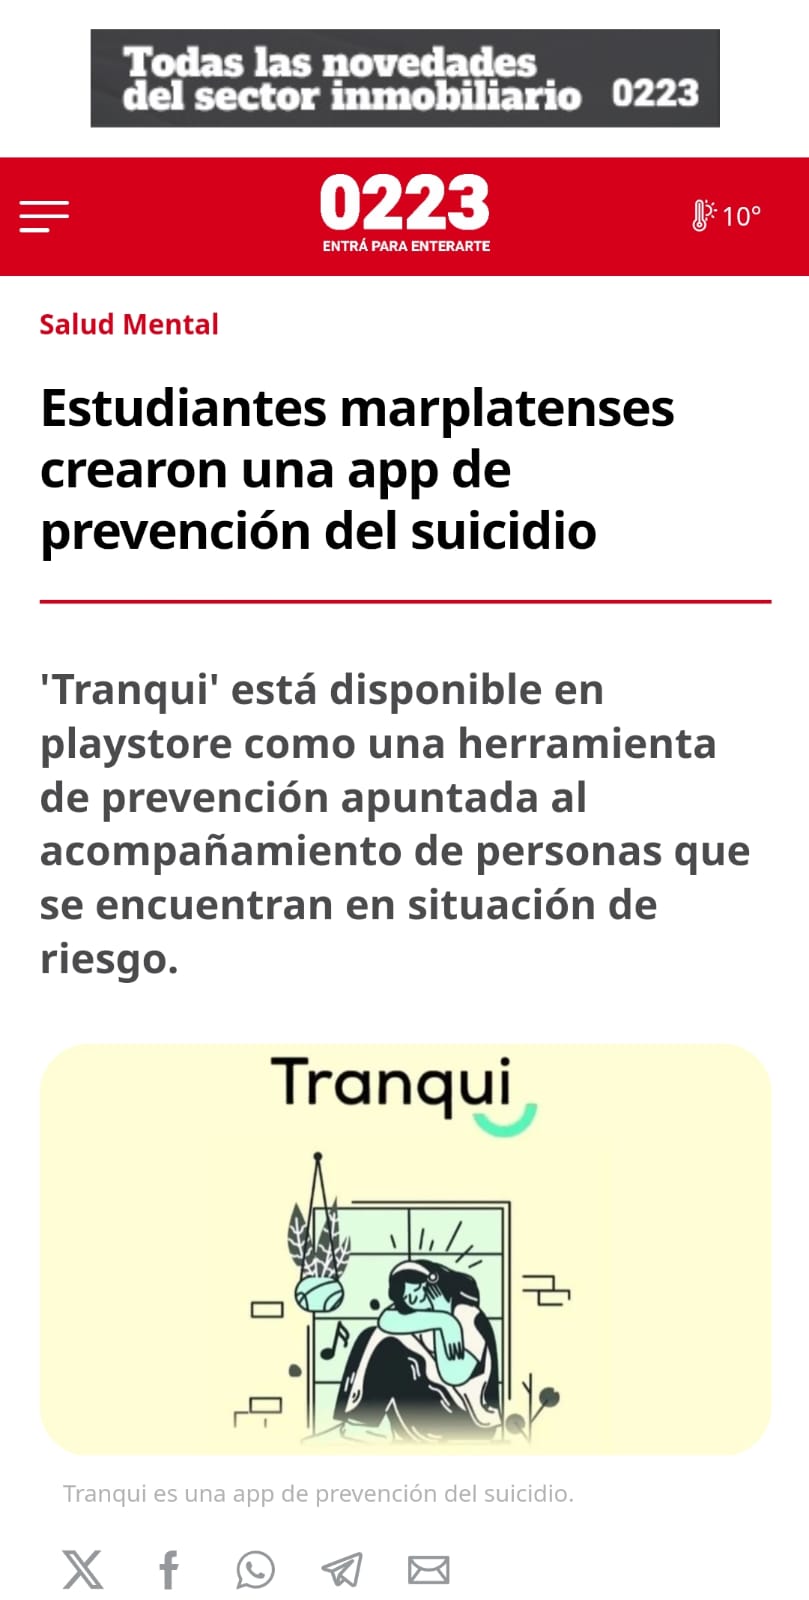 Todas las novedades
del sector inmobiliario 0223
0223
ENTRÁ PARA ENTERARTE
10°
Salud Mental
Estudiantes marplatenses
crearon una app de
prevención del suicidio
'Tranqui' está disponible en
playstore como una herramienta
de prevención apuntada al
acompañamiento de personas que
se encuentran en situación de
riesgo.
Tranqui
Tranqui es una app de prevención del suicidio.